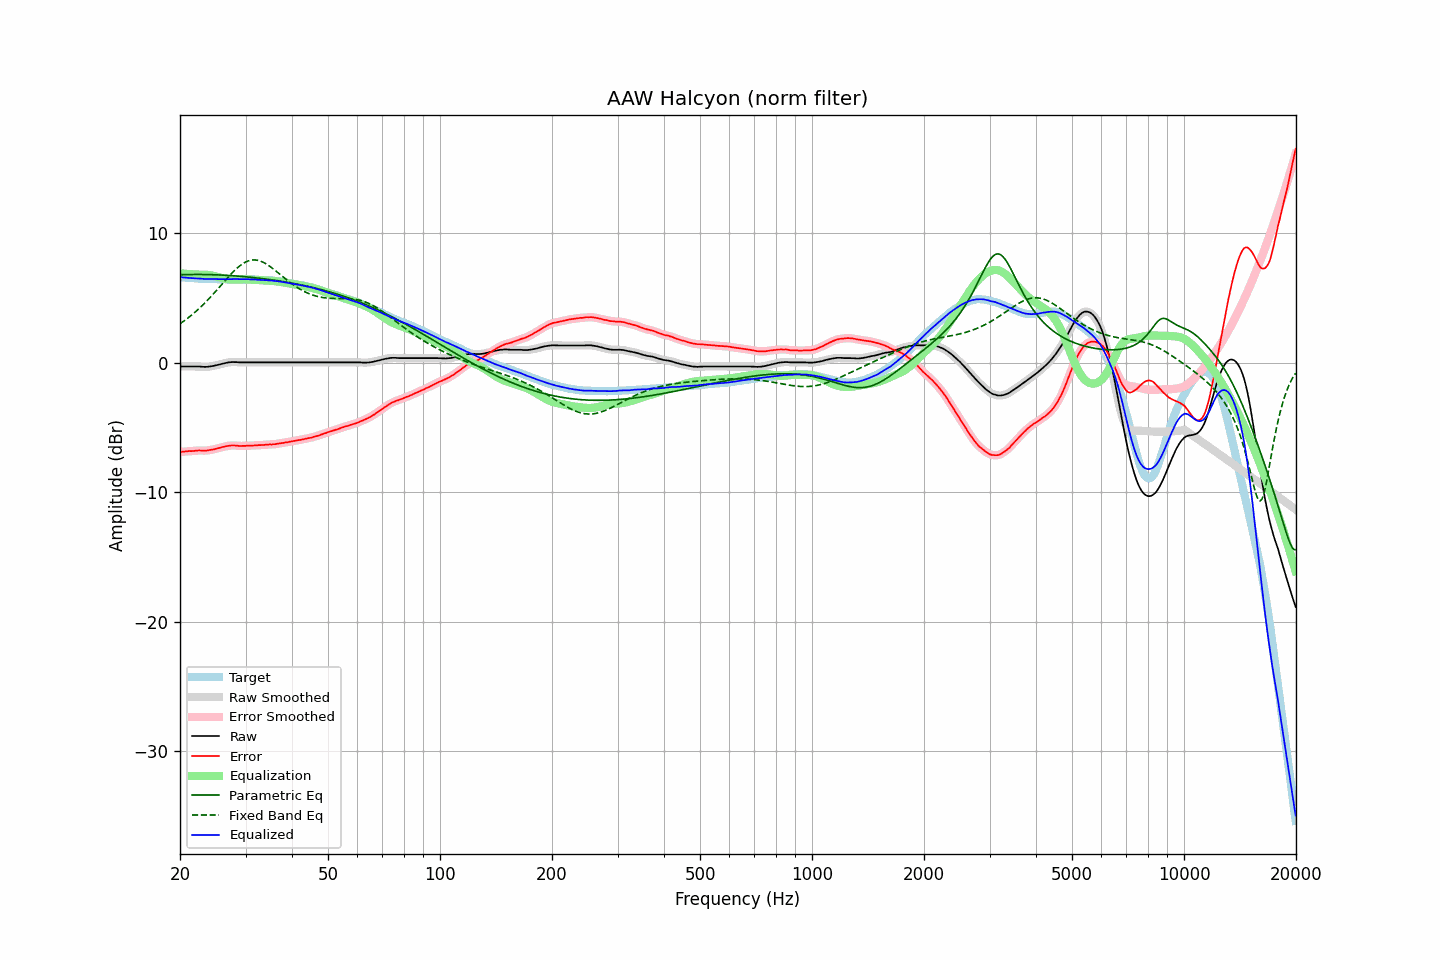 AAW Halcyon (norm filter)
Amplitude (dBr)
10
0
−10
−20
−30
Target
Raw Smoothed
Error Smoothed
Raw
Error
Equalization
Parametric Eq
Fixed Band Eq
Equalized
20 50 100 200 500 1000 2000 5000 10000 20000
Frequency (Hz)